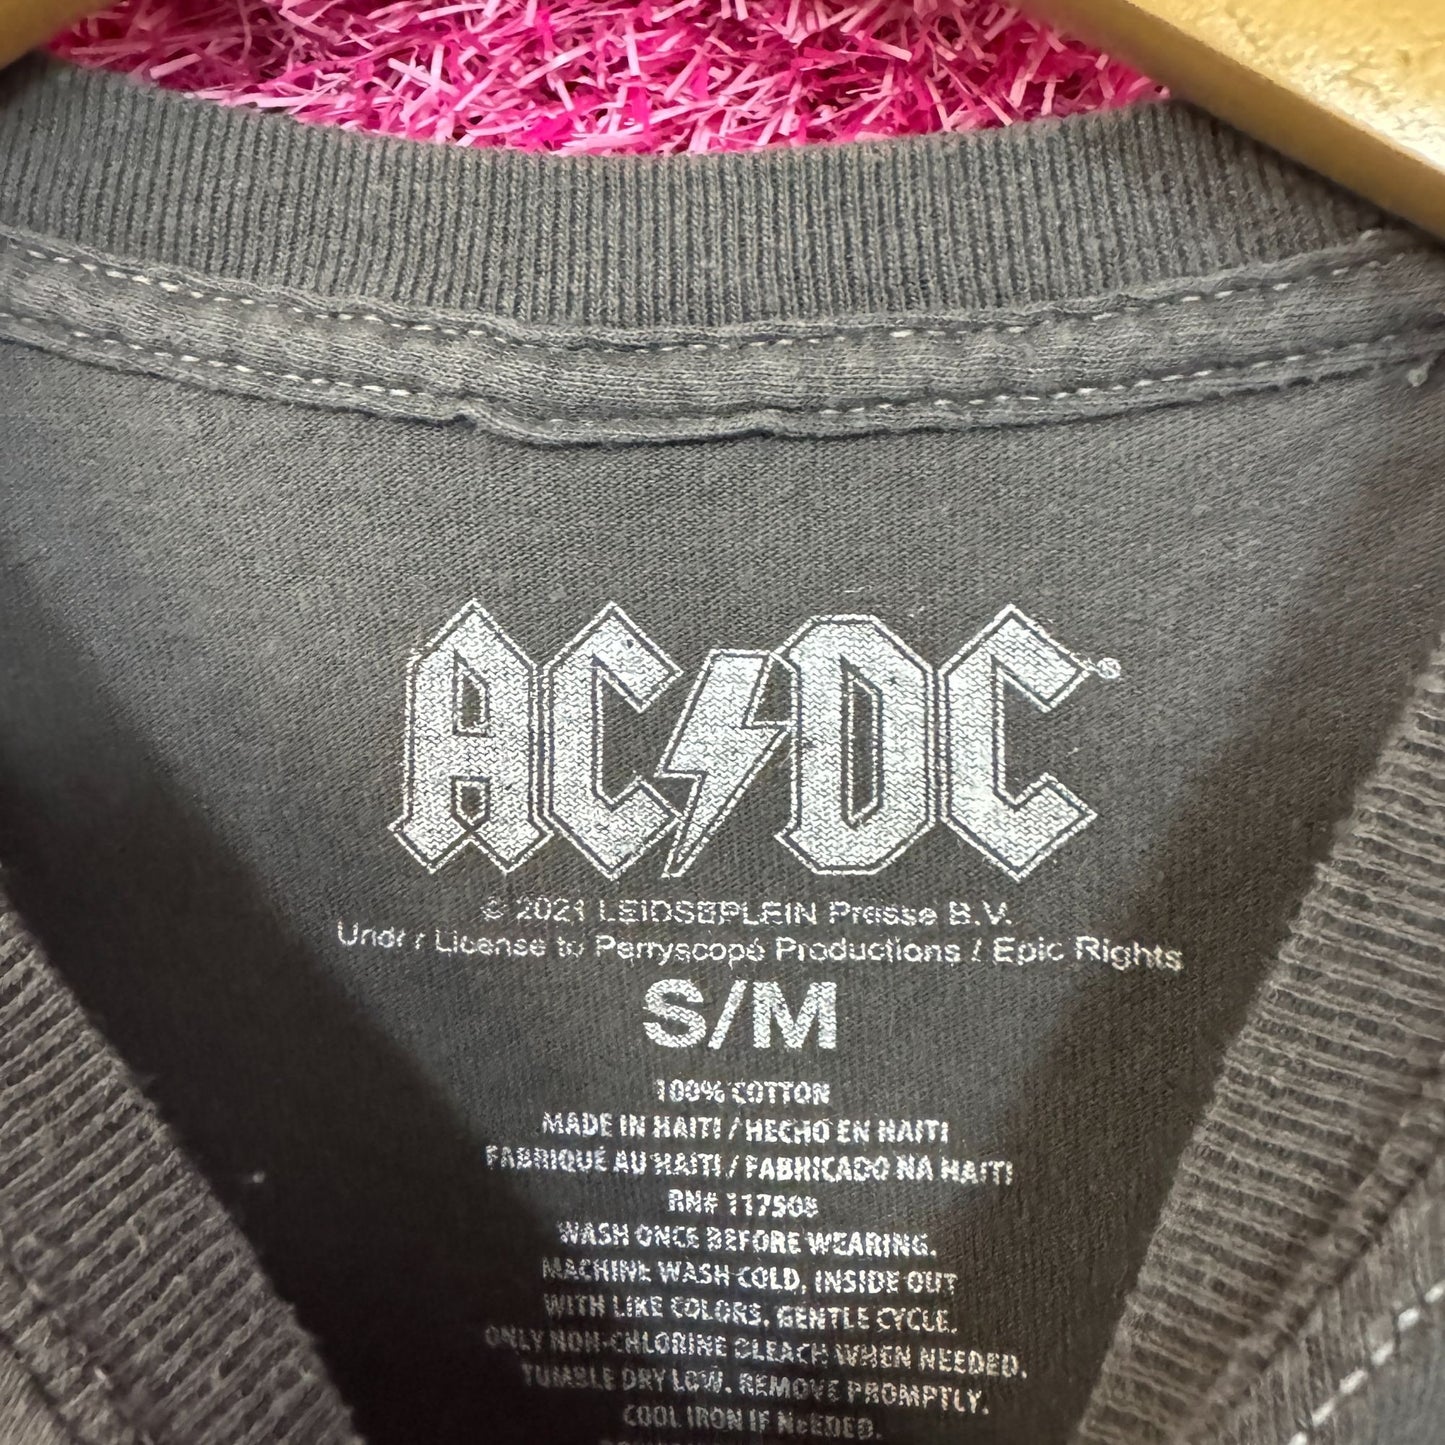 AC⚡DC®
© 2021 LEIDSEPLEIN Presse B.V.
Under License to Perryscope Productions / Epic Rights
S/M
100% COTTON
MADE IN HAITI / HECHO EN HAITI
FABRIQUÉ AU HAITI / FABRICADO NA HAITI
RN# 117508
WASH ONCE BEFORE WEARING.
MACHINE WASH COLD, INSIDE OUT
WITH LIKE COLORS. GENTLE CYCLE.
ONLY NON-CHLORINE BLEACH WHEN NEEDED.
TUMBLE DRY LOW. REMOVE PROMPTLY.
COOL IRON IF NEEDED.